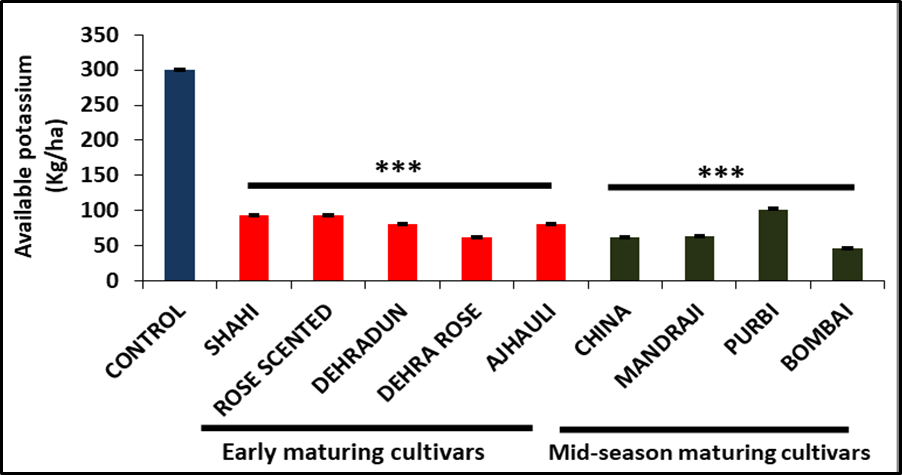 Available potassium
(Kg/ha)
350
300
250
200
150
100
50
0
***
***
CONTROL
SHAHI
ROSE SCENTED
DEHRADUN
DEHRA ROSE
AJHAULI
CHINA
MANDRAJI
PURBI
BOMBAI
Early maturing cultivars
Mid-season maturing cultivars